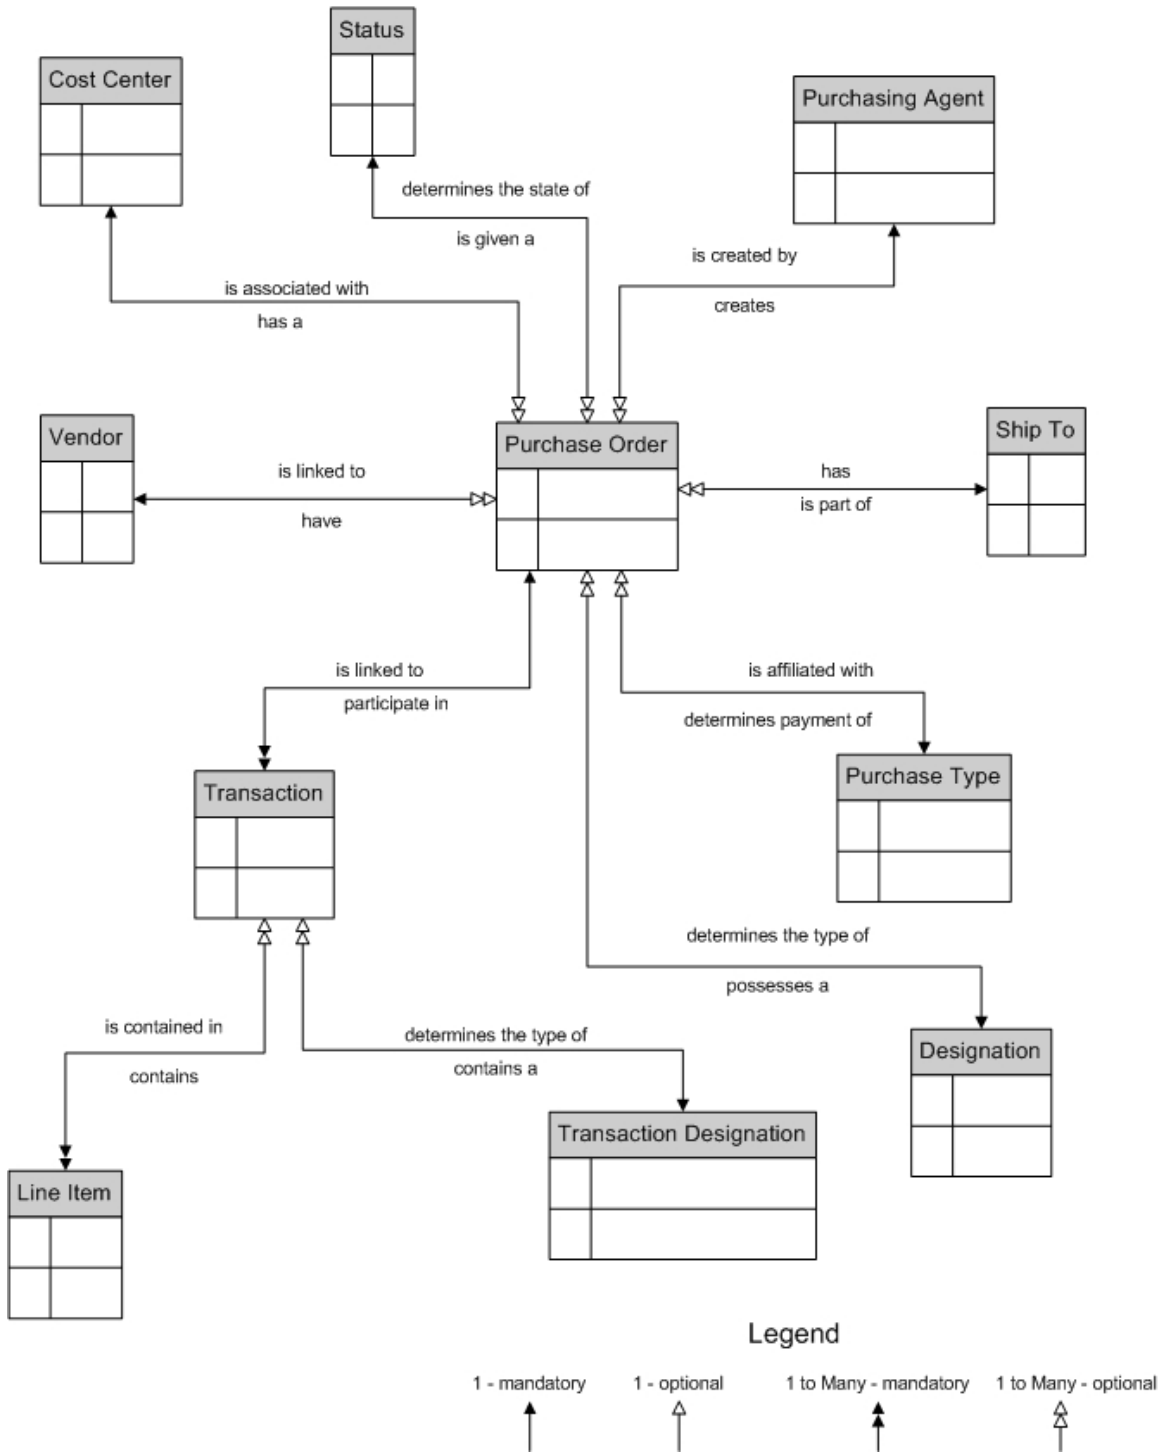 Status
Cost Center
Purchasing Agent
determines the state of
is given a
is created by
creates
is associated with
has a
Vendor
Purchase Order
Ship To
is linked to
have
has
is part of
is linked to
participate in
is affiliated with
determines payment of
Transaction
Purchase Type
determines the type of
possesses a
is contained in
contains
determines the type of
contains a
Designation
Transaction Designation
Line Item
Legend
1 - mandatory
1 - optional
1 to Many - mandatory
1 to Many - optional